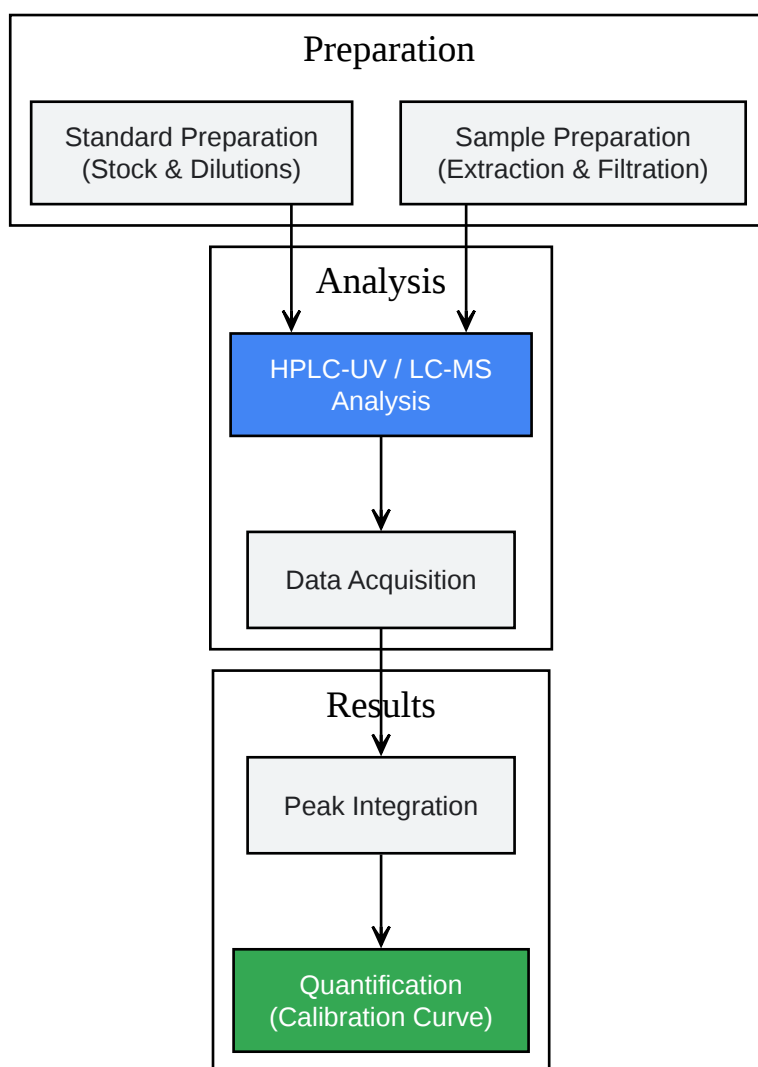 Preparation
Standard Preparation
(Stock & Dilutions)
Sample Preparation
(Extraction & Filtration)
Analysis
HPLC-UV / LC-MS
Analysis
Data Acquisition
Results
Peak Integration
Quantification
(Calibration Curve)